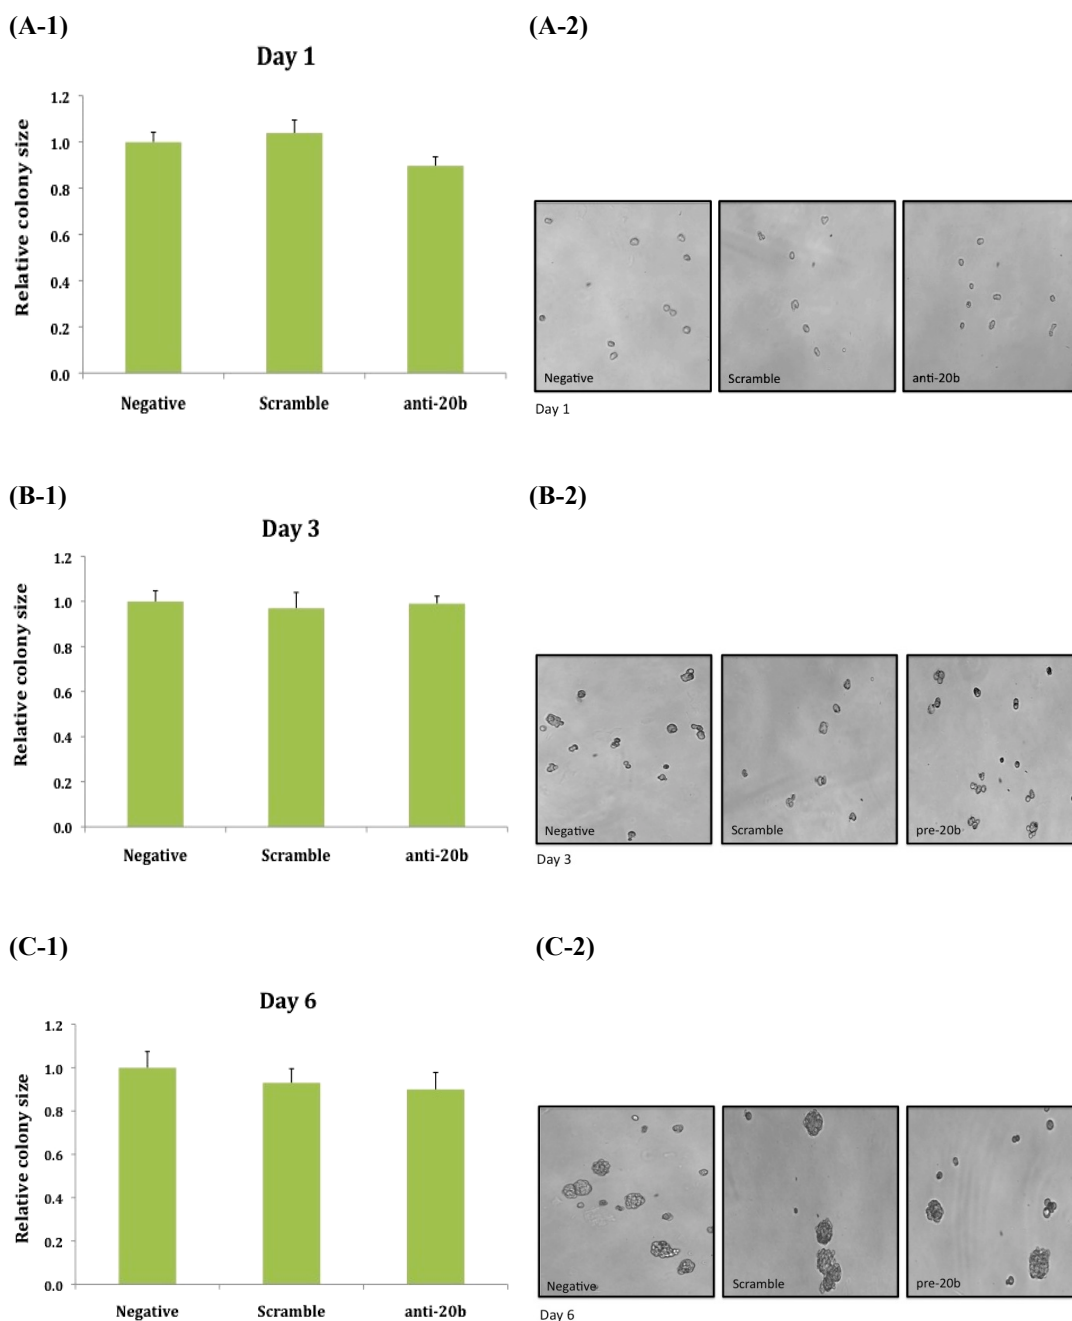 (A-1)
(A-2)
Day 1
Relative colony size
1.2
1.0
0.8
0.6
0.4
0.2
0.0
Negative Scramble anti-20b
Negative
Scramble
anti-20b
Day 1
(B-1)
(B-2)
Day 3
Relative colony size
1.2
1.0
0.8
0.6
0.4
0.2
0.0
Negative Scramble anti-20b
Negative
Scramble
pre-20b
Day 3
(C-1)
(C-2)
Day 6
Relative colony size
1.2
1.0
0.8
0.6
0.4
0.2
0.0
Negative Scramble anti-20b
Negative
Scramble
pre-20b
Day 6